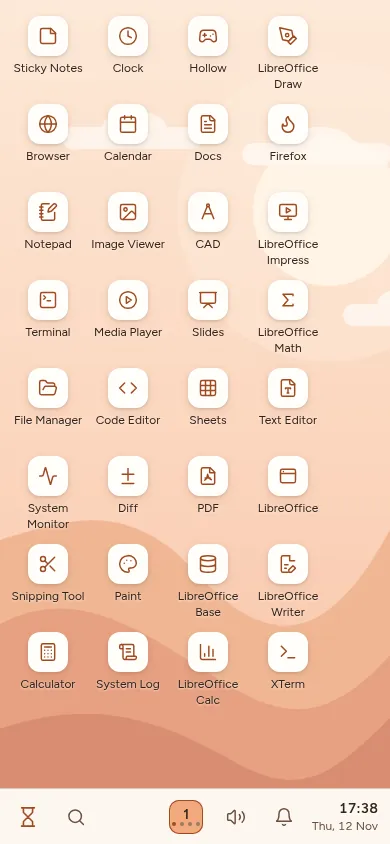 Sticky Notes
Clock
Hollow
LibreOffice
Draw
Browser
Calendar
Docs
Firefox
Notepad
Image Viewer
CAD
LibreOffice
Impress
Terminal
Media Player
Slides
LibreOffice
Math
File Manager
Code Editor
Sheets
Text Editor
System
Monitor
Diff
PDF
LibreOffice
Snipping Tool
Paint
LibreOffice
Base
LibreOffice
Writer
Calculator
System Log
LibreOffice
Calc
XTerm
1
17:38
Thu, 12 Nov